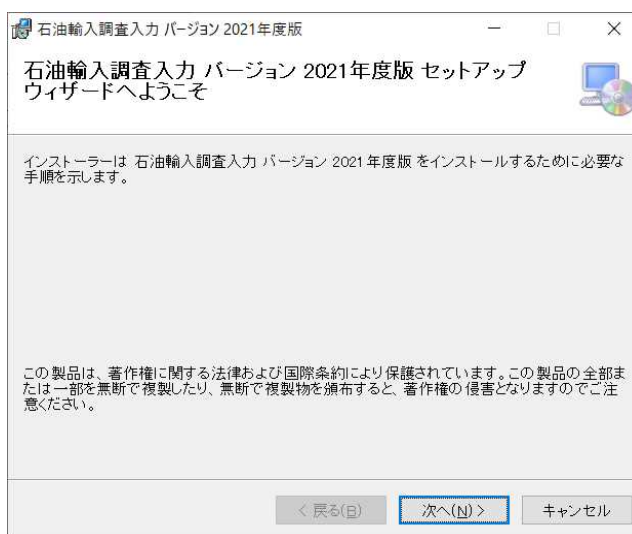 石油輸入調査入力 バージョン 2021年度版
石油輸入調査入力 バージョン 2021年度版 セットアップ
ウィザードへようこそ
インストーラーは 石油輸入調査入力 バージョン 2021年度版 をインストールするために必要な
手順を示します。
この製品は、著作権に関する法律および国際条約により保護されています。この製品の全部ま
たは一部を無断で複製したり、無断で複製物を頒布すると、著作権の侵害となりますのでご注
意ください。
< 戻る(B)
次へ(N) >
キャンセル